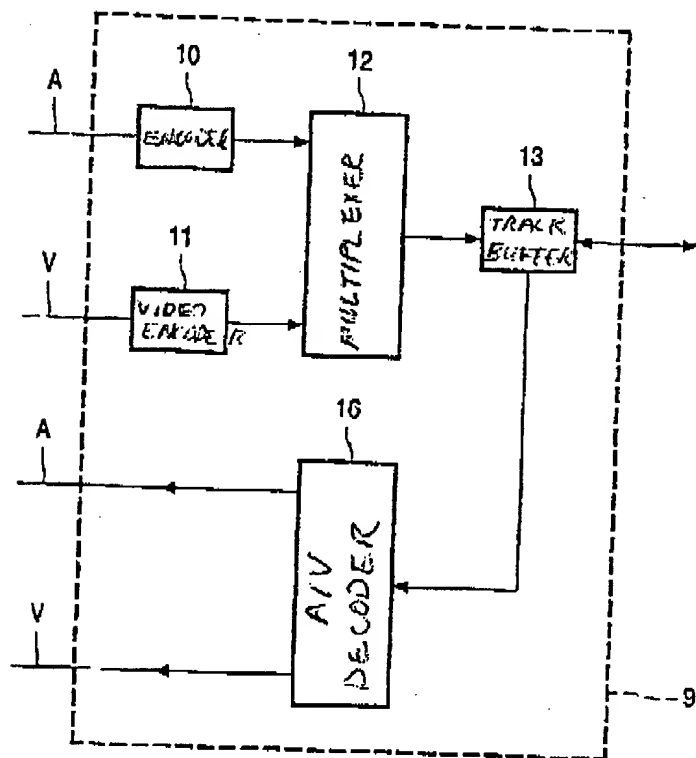 A
10
ENCODER
12
MULTIPLEXER
13
TRACK
BUFFER
V
11
VIDEO
ENCODER
A
16
A/V
DECODER
V
9